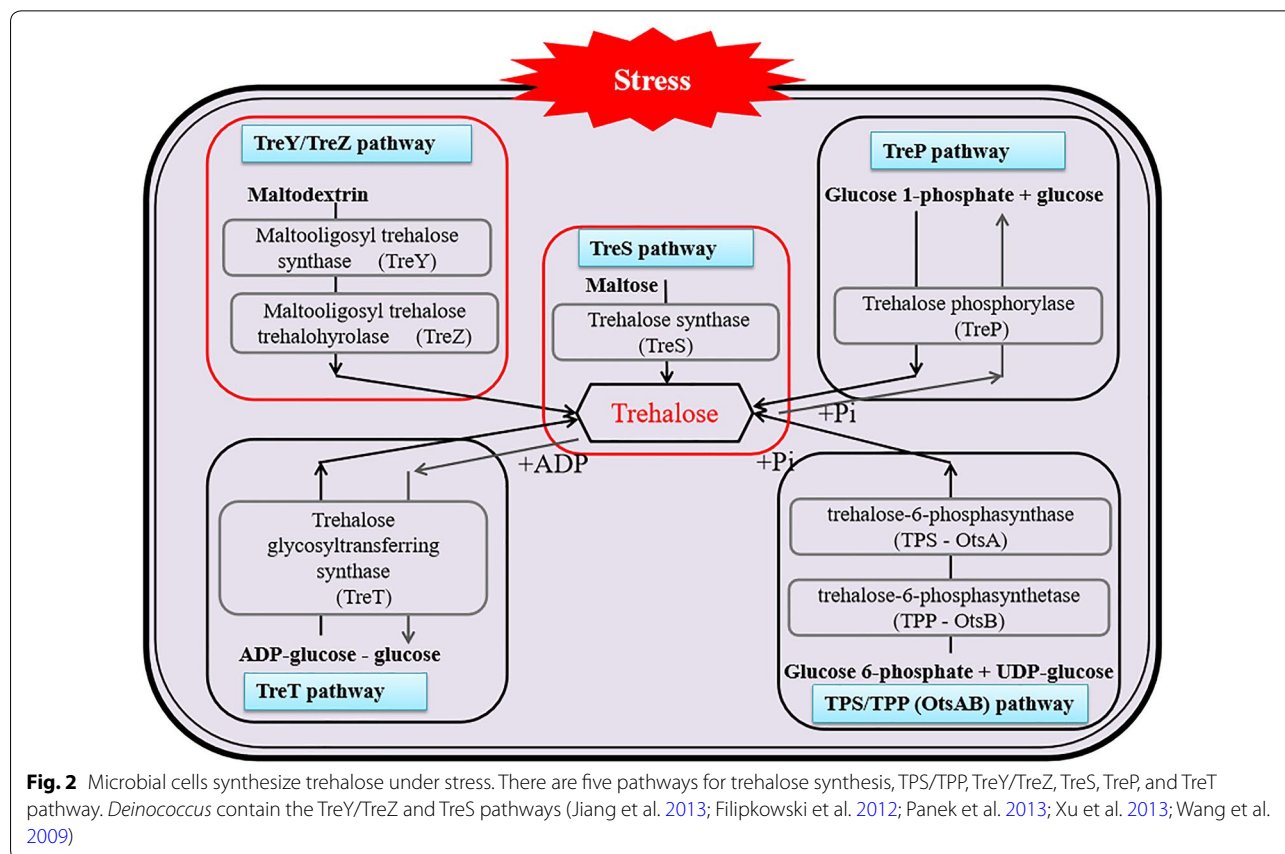 Stress
TreY/TreZ pathway
Maltodextrin
Maltooligosyl trehalose
synthase (TreY)
Maltooligosyl trehalose
trehalohyrolase (TreZ)
TreS pathway
Maltose
Trehalose synthase
(TreS)
Trehalose
TreP pathway
Glucose 1-phosphate + glucose
Trehalose phosphorylase
(TreP)
+Pi
+ADP
+Pi
Trehalose
glycosyltransferring
synthase
(TreT)
ADP-glucose - glucose
TreT pathway
trehalose-6-phosphasynthase
(TPS - OtsA)
trehalose-6-phosphasynthetase
(TPP - OtsB)
Glucose 6-phosphate + UDP-glucose
TPS/TPP (OtsAB) pathway
Fig. 2 Microbial cells synthesize trehalose under stress. There are five pathways for trehalose synthesis, TPS/TPP, TreY/TreZ, TreS, TreP, and TreT
pathway. Deinococcus contain the TreY/TreZ and TreS pathways (Jiang et al. 2013; Filipkowski et al. 2012; Panek et al. 2013; Xu et al. 2013; Wang et al.
2009)